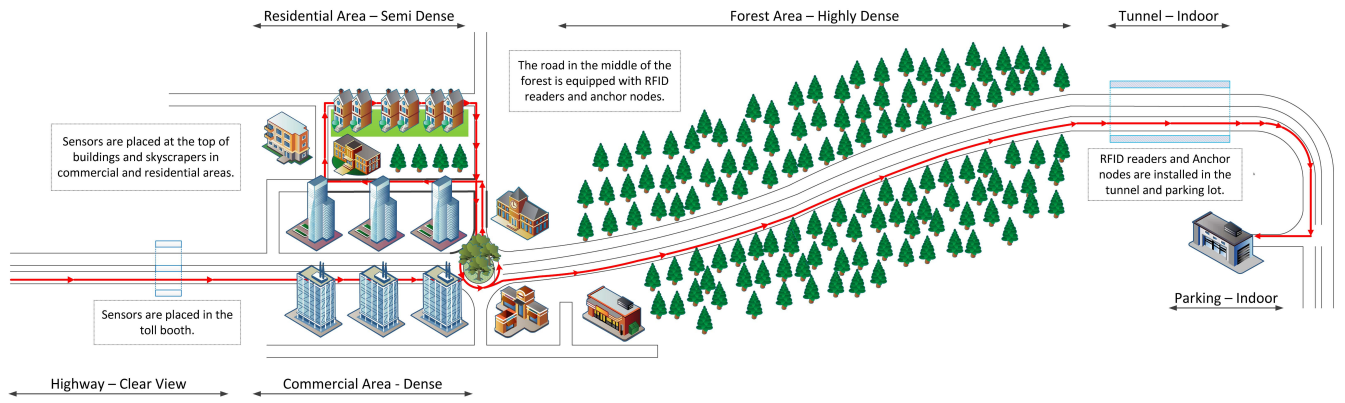 Residential Area – Semi Dense
Forest Area – Highly Dense
Tunnel – Indoor
The road in the middle of the
forest is equipped with RFID
readers and anchor nodes.
Sensors are placed at the top of
buildings and skyscrapers in
commercial and residential areas.
RFID readers and Anchor
nodes are installed in the
tunnel and parking lot.
Sensors are placed in the
toll booth.
Parking – Indoor
Highway – Clear View
Commercial Area - Dense